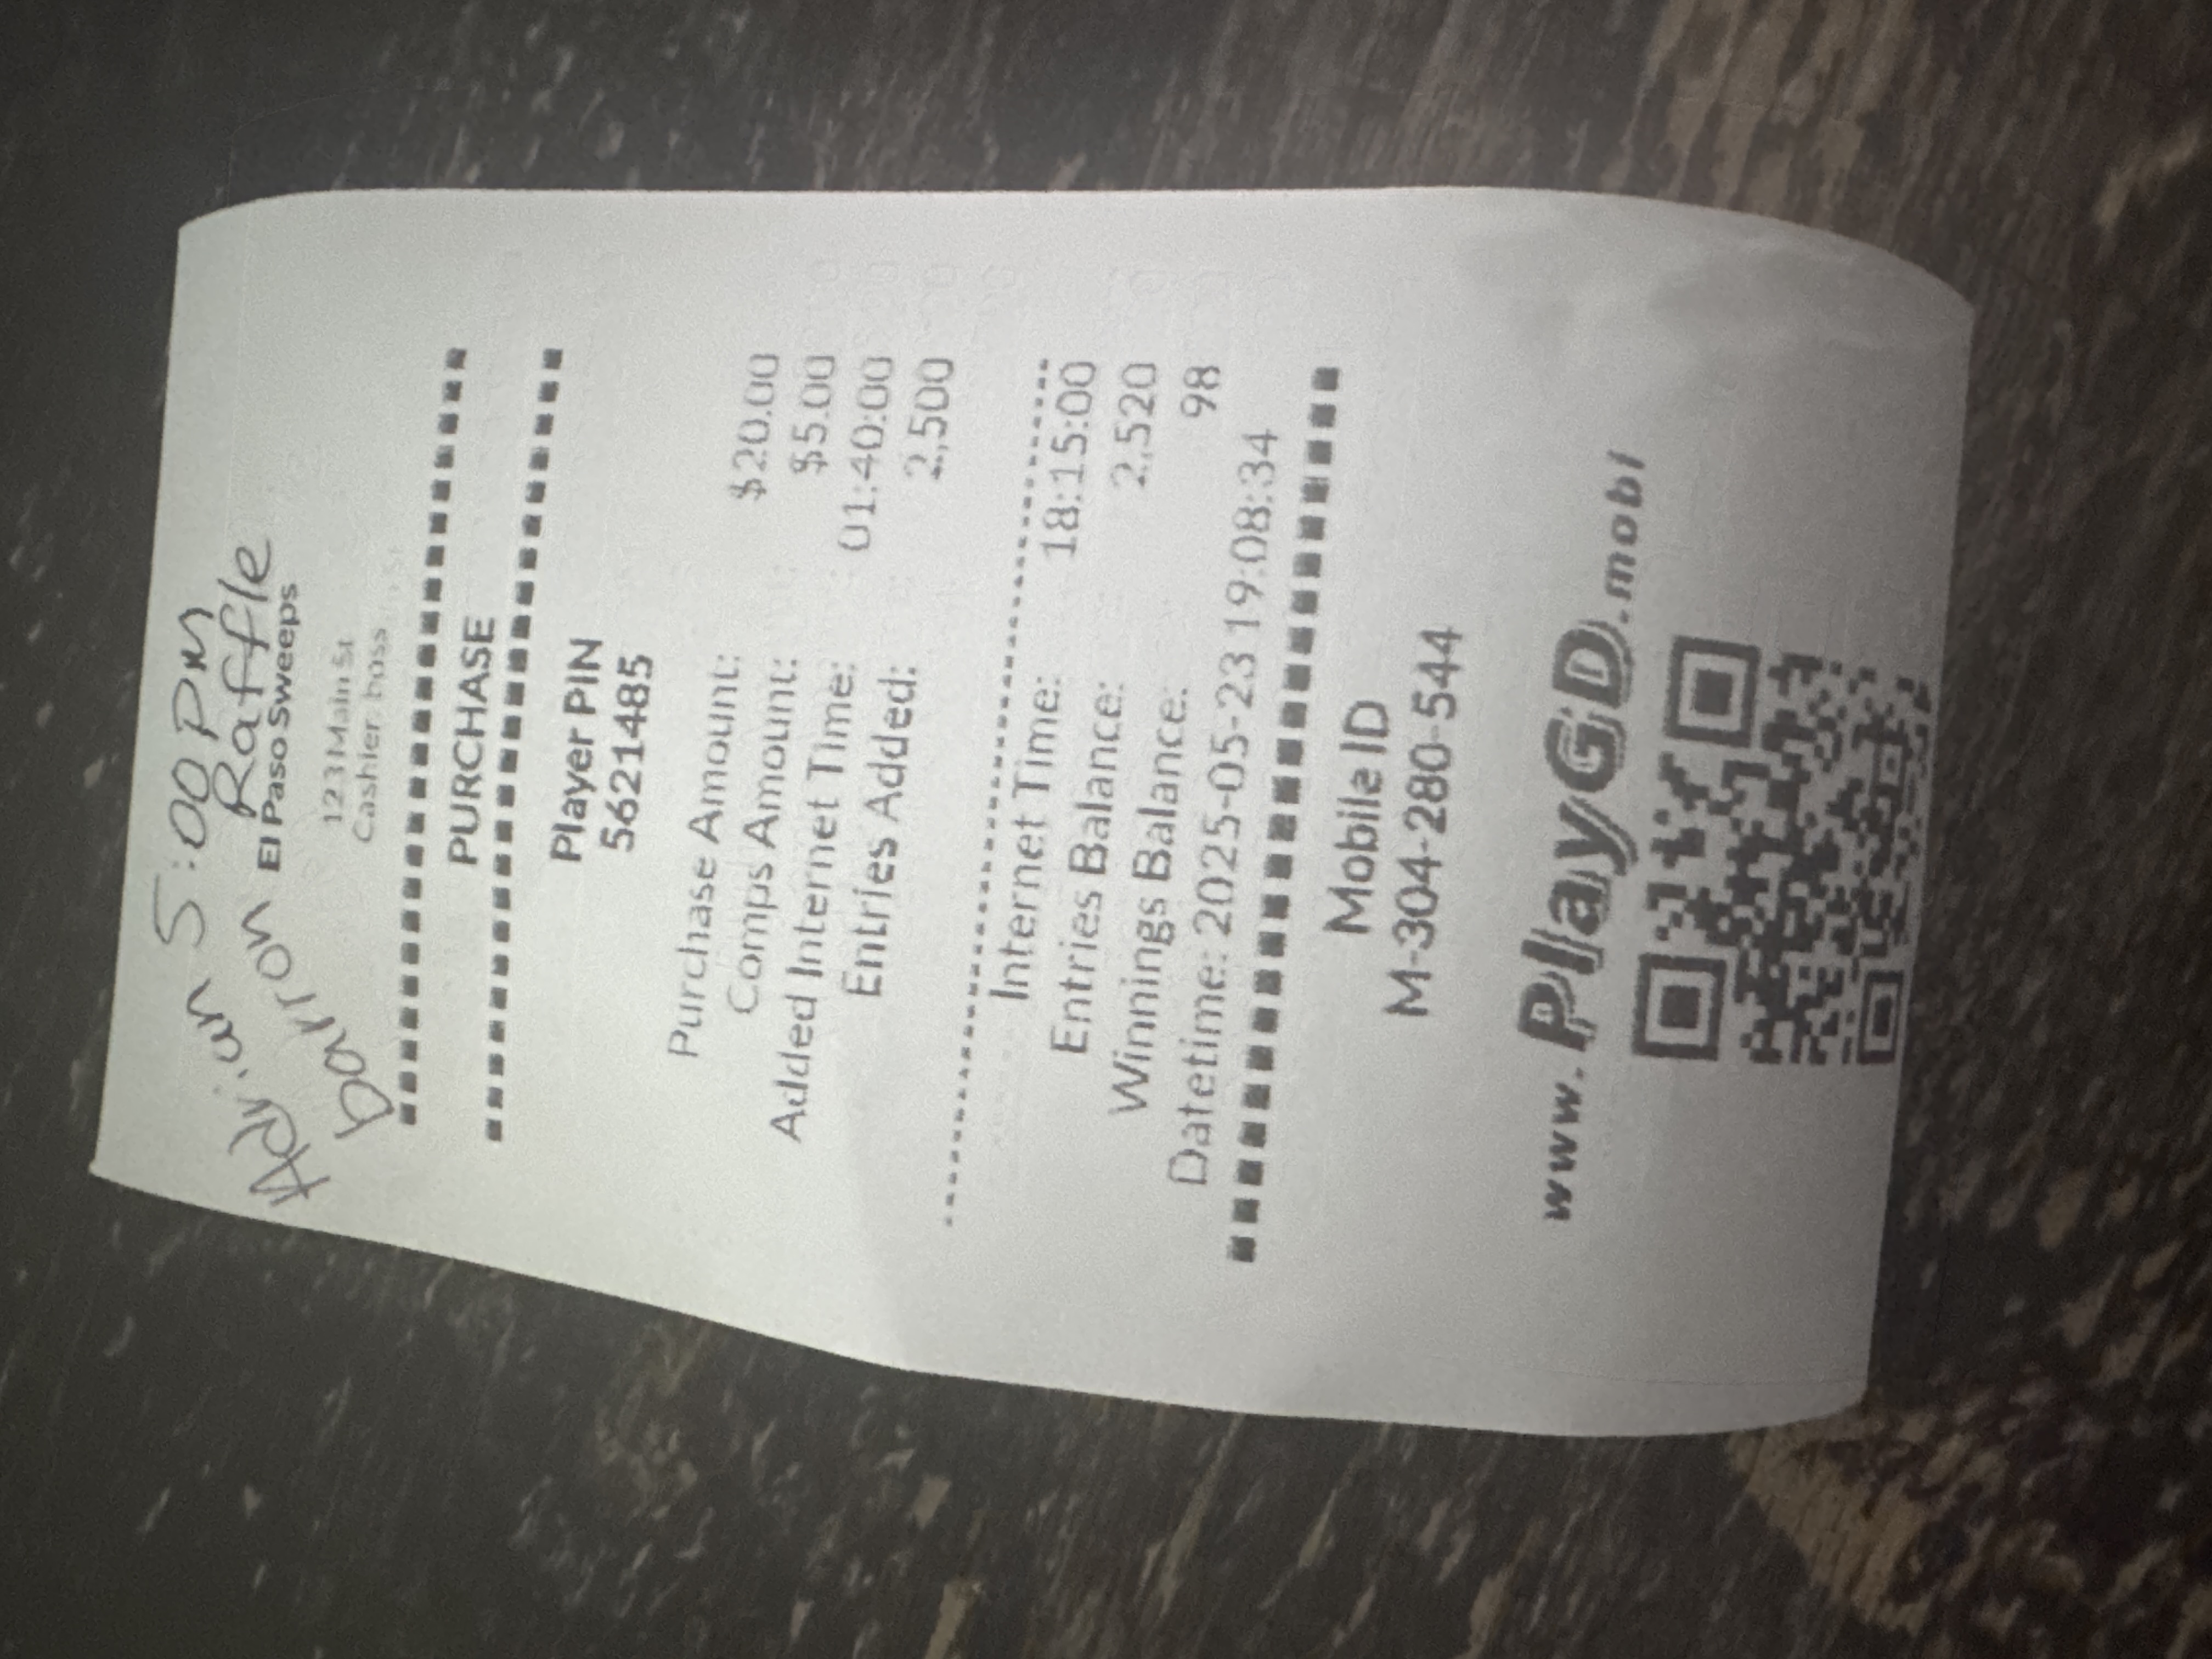 5:00 PM
Raffle
Adrian
barron
El Paso Sweeps
123 Main St
Cashier: boss
PURCHASE
Player PIN
5621485
Purchase Amount: $20.00
Comps Amount: $5.00
Added Internet Time: 01:40:00
Entries Added: 2,500
Internet Time: 18:15:00
Entries Balance: 2,520
Winnings Balance: 98
Datetime: 2025-05-23 19:08:34
Mobile ID
M-304-280-544
www.PlayGD.mobi